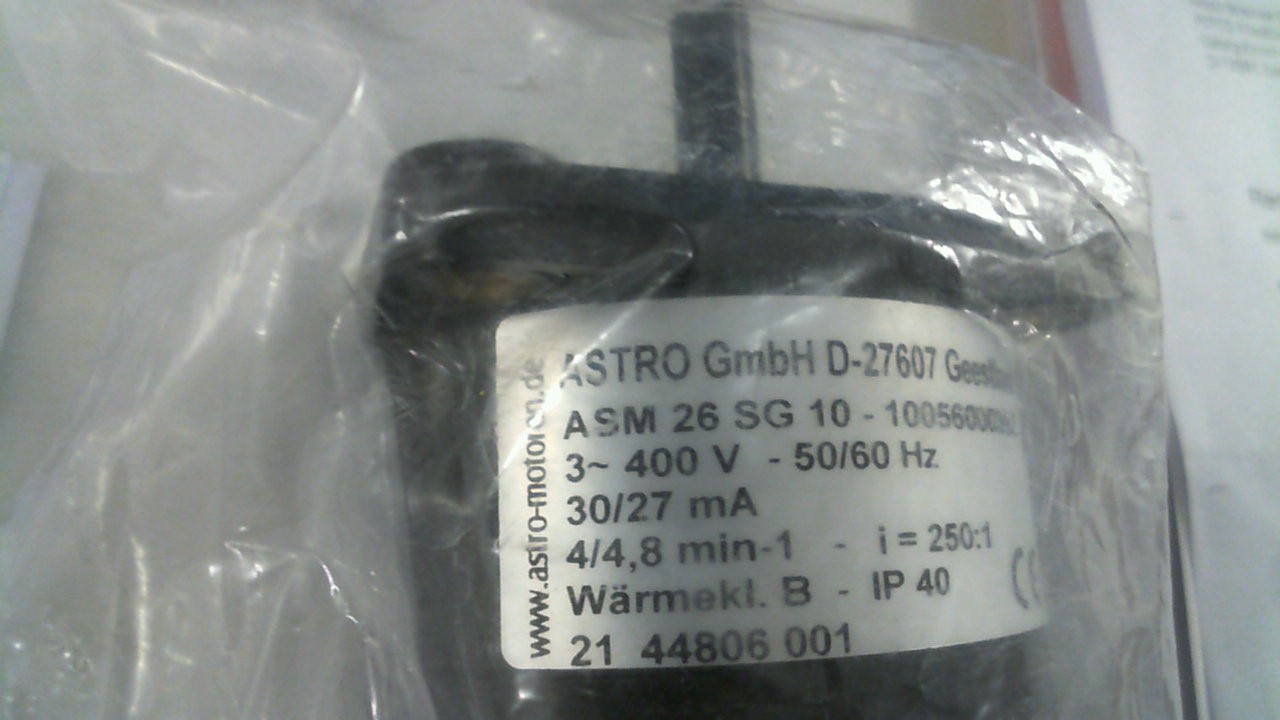 ASTRO GmbH D-27607
ASM 26 SG 10 -
3~ 400 V - 50/60 Hz
30/27 mA
4/4,8 min-1 - i = 250:1
Wärmekl. B - IP 40
21 44806 001
www.astro-motoren.de